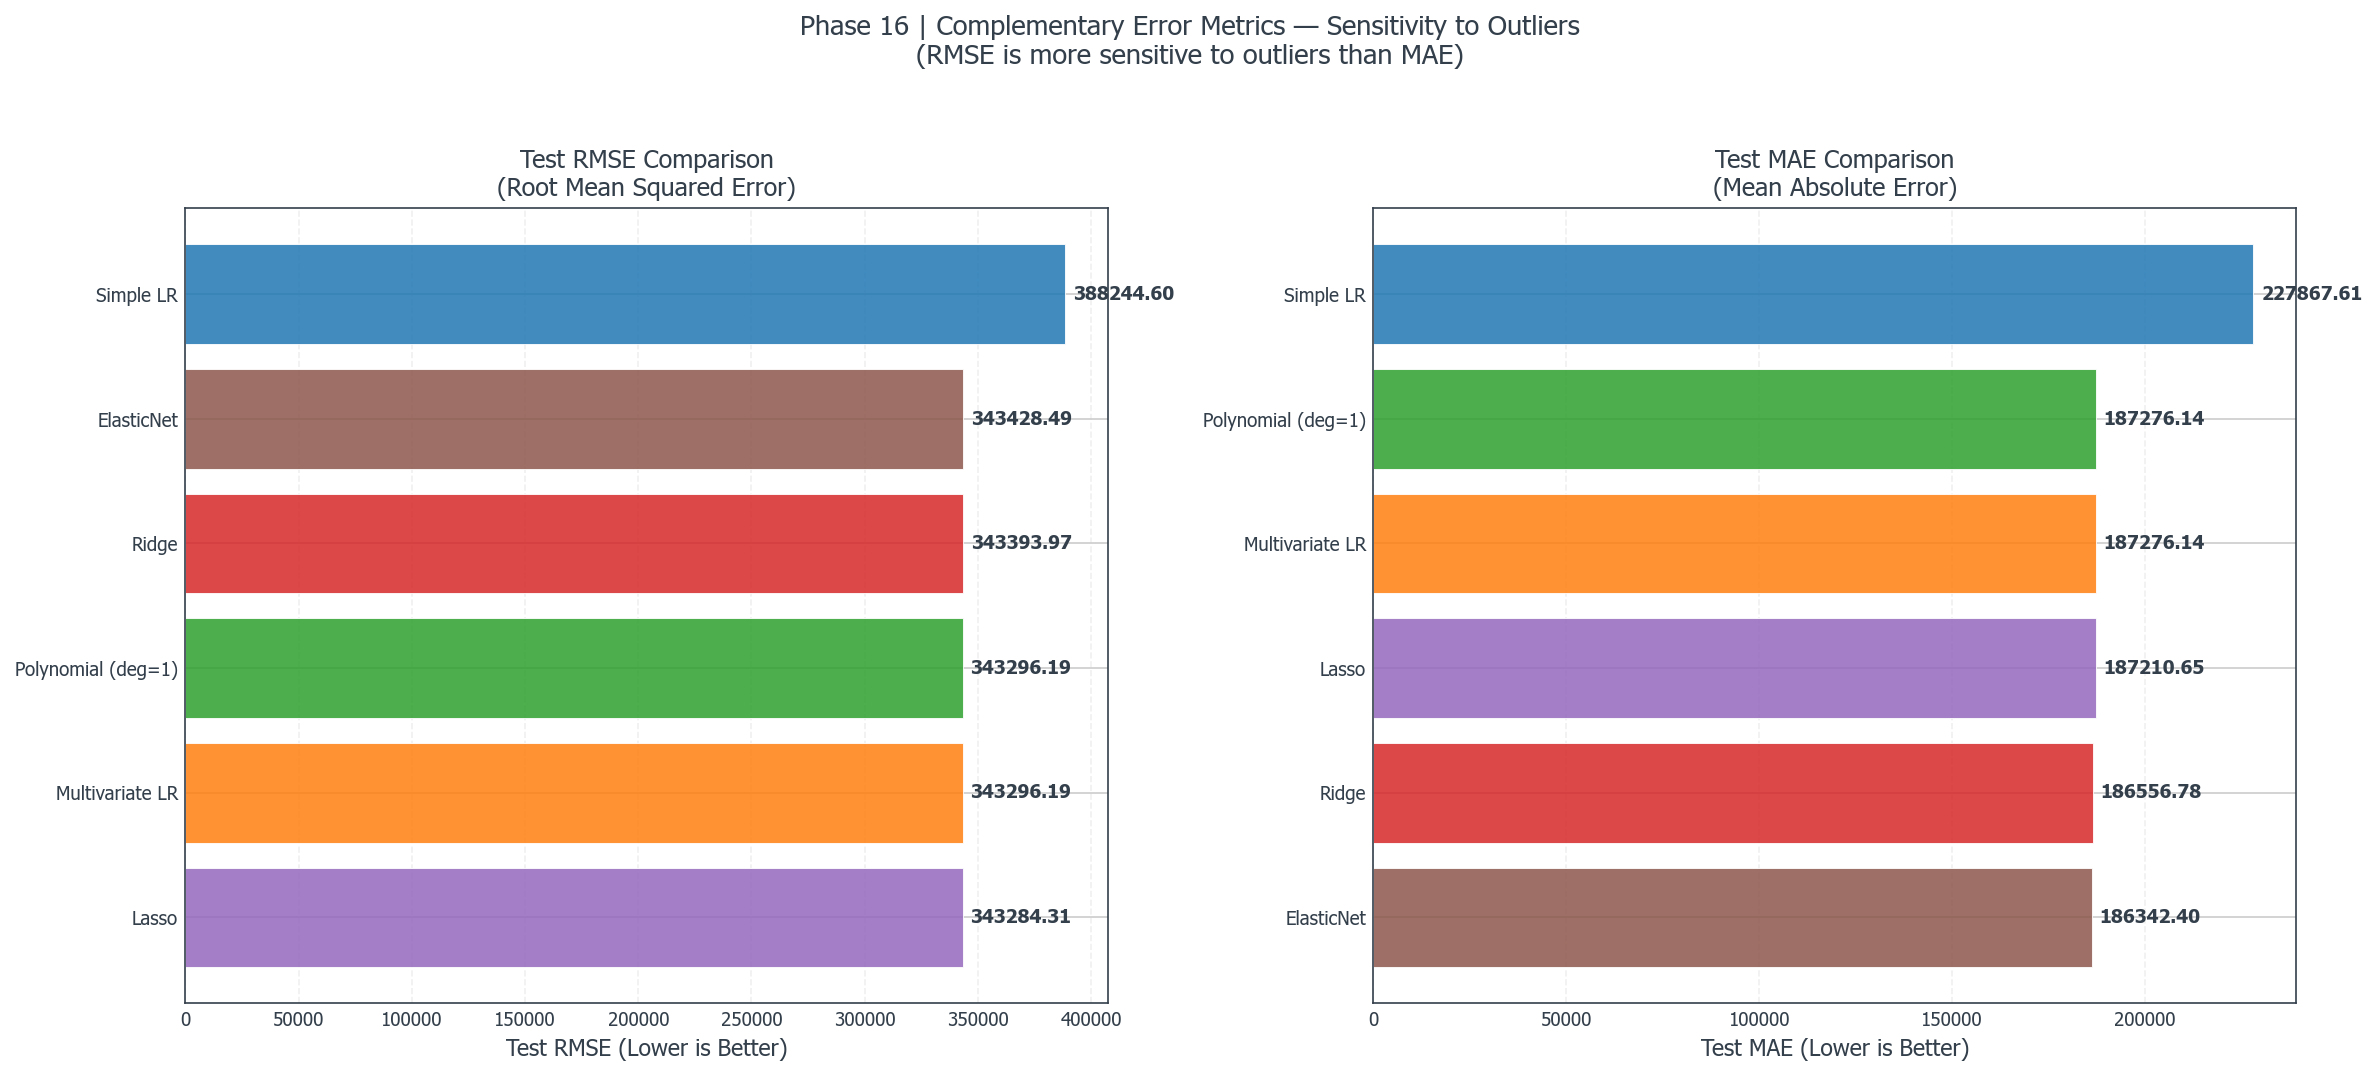 Phase 16 | Complementary Error Metrics — Sensitivity to Outliers
(RMSE is more sensitive to outliers than MAE)
Test RMSE Comparison
(Root Mean Squared Error)
Simple LR
388244.60
ElasticNet
343428.49
Ridge
343393.97
Polynomial (deg=1)
343296.19
Multivariate LR
343296.19
Lasso
343284.31
0 50000 100000 150000 200000 250000 300000 350000 400000
Test RMSE (Lower is Better)
Test MAE Comparison
(Mean Absolute Error)
Simple LR
227867.61
Polynomial (deg=1)
187276.14
Multivariate LR
187276.14
Lasso
187210.65
Ridge
186556.78
ElasticNet
186342.40
0 50000 100000 150000 200000
Test MAE (Lower is Better)